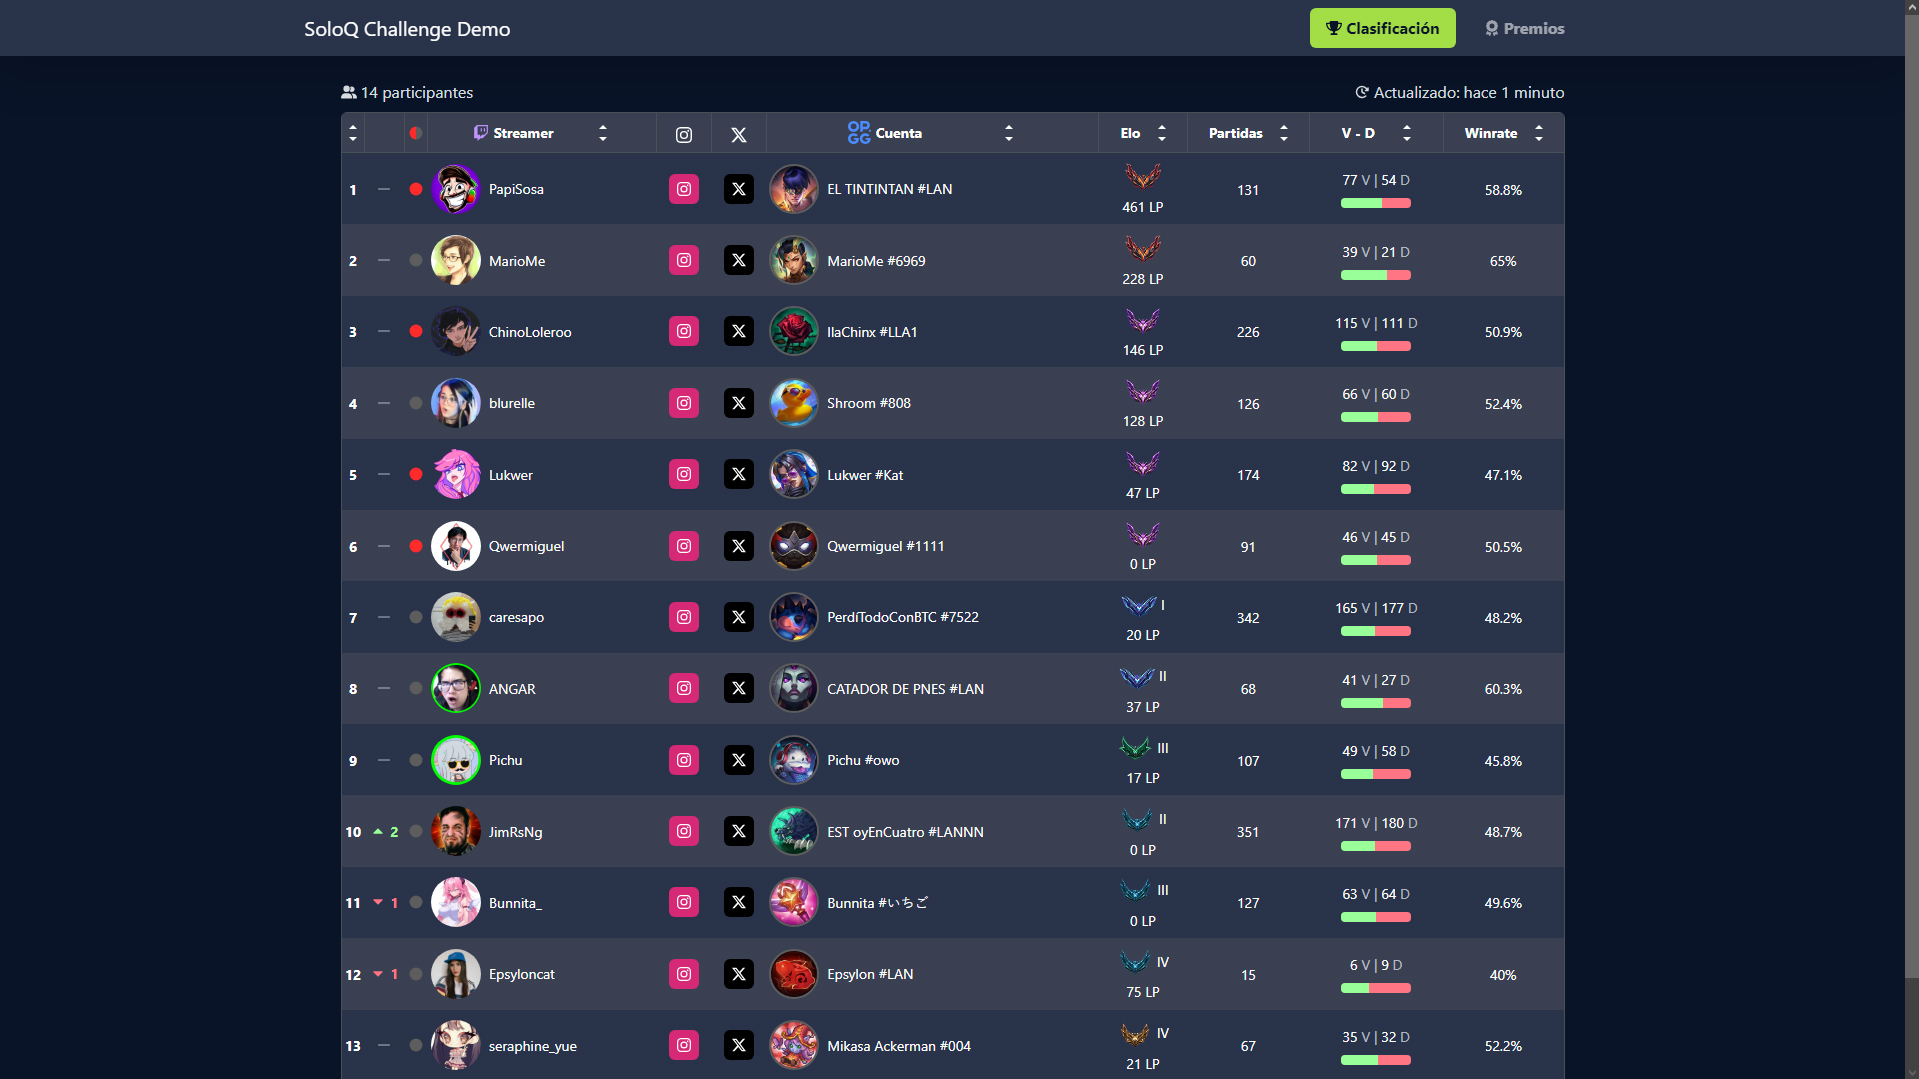 SoloQ Challenge Demo
Clasificación
Premios
14 participantes
Actualizado: hace 1 minuto
Streamer OP.GG Cuenta Elo Partidas V - D Winrate
1 PapiSosa EL TINTINTAN #LAN 461 LP 131 77 V | 54 D 58.8%
2 MarioMe MarioMe #6969 228 LP 60 39 V | 21 D 65%
3 ChinoLoleroo IlaChinx #LLA1 146 LP 226 115 V | 111 D 50.9%
4 blurelle Shroom #808 128 LP 126 66 V | 60 D 52.4%
5 Lukwer Lukwer #Kat 47 LP 174 82 V | 92 D 47.1%
6 Qwermiguel Qwermiguel #1111 0 LP 91 46 V | 45 D 50.5%
7 caresapo PerdíTodoConBTC #7522 I 20 LP 342 165 V | 177 D 48.2%
8 ANGAR CATADOR DE PNES #LAN II 37 LP 68 41 V | 27 D 60.3%
9 Pichu Pichu #owo III 17 LP 107 49 V | 58 D 45.8%
10 2 JimRsNg EST oyEnCuatro #LANNN II 0 LP 351 171 V | 180 D 48.7%
11 1 Bunnita_ Bunnita #いちご III 0 LP 127 63 V | 64 D 49.6%
12 1 Epsyloncat Epsylon #LAN IV 75 LP 15 6 V | 9 D 40%
13 seraphine_yue Mikasa Ackerman #004 IV 21 LP 67 35 V | 32 D 52.2%